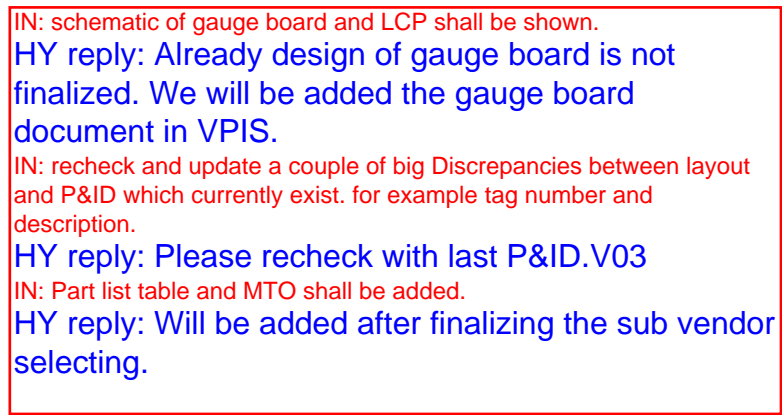 IN: schematic of gauge board and LCP shall be shown.
HY reply: Already design of gauge board is not
finalized. We will be added the gauge board
document in VPIS.
IN: recheck and update a couple of big Discrepancies between layout
and P&ID which currently exist. for example tag number and
description.
HY reply: Please recheck with last P&ID.V03
IN: Part list table and MTO shall be added.
HY reply: Will be added after finalizing the sub vendor
selecting.